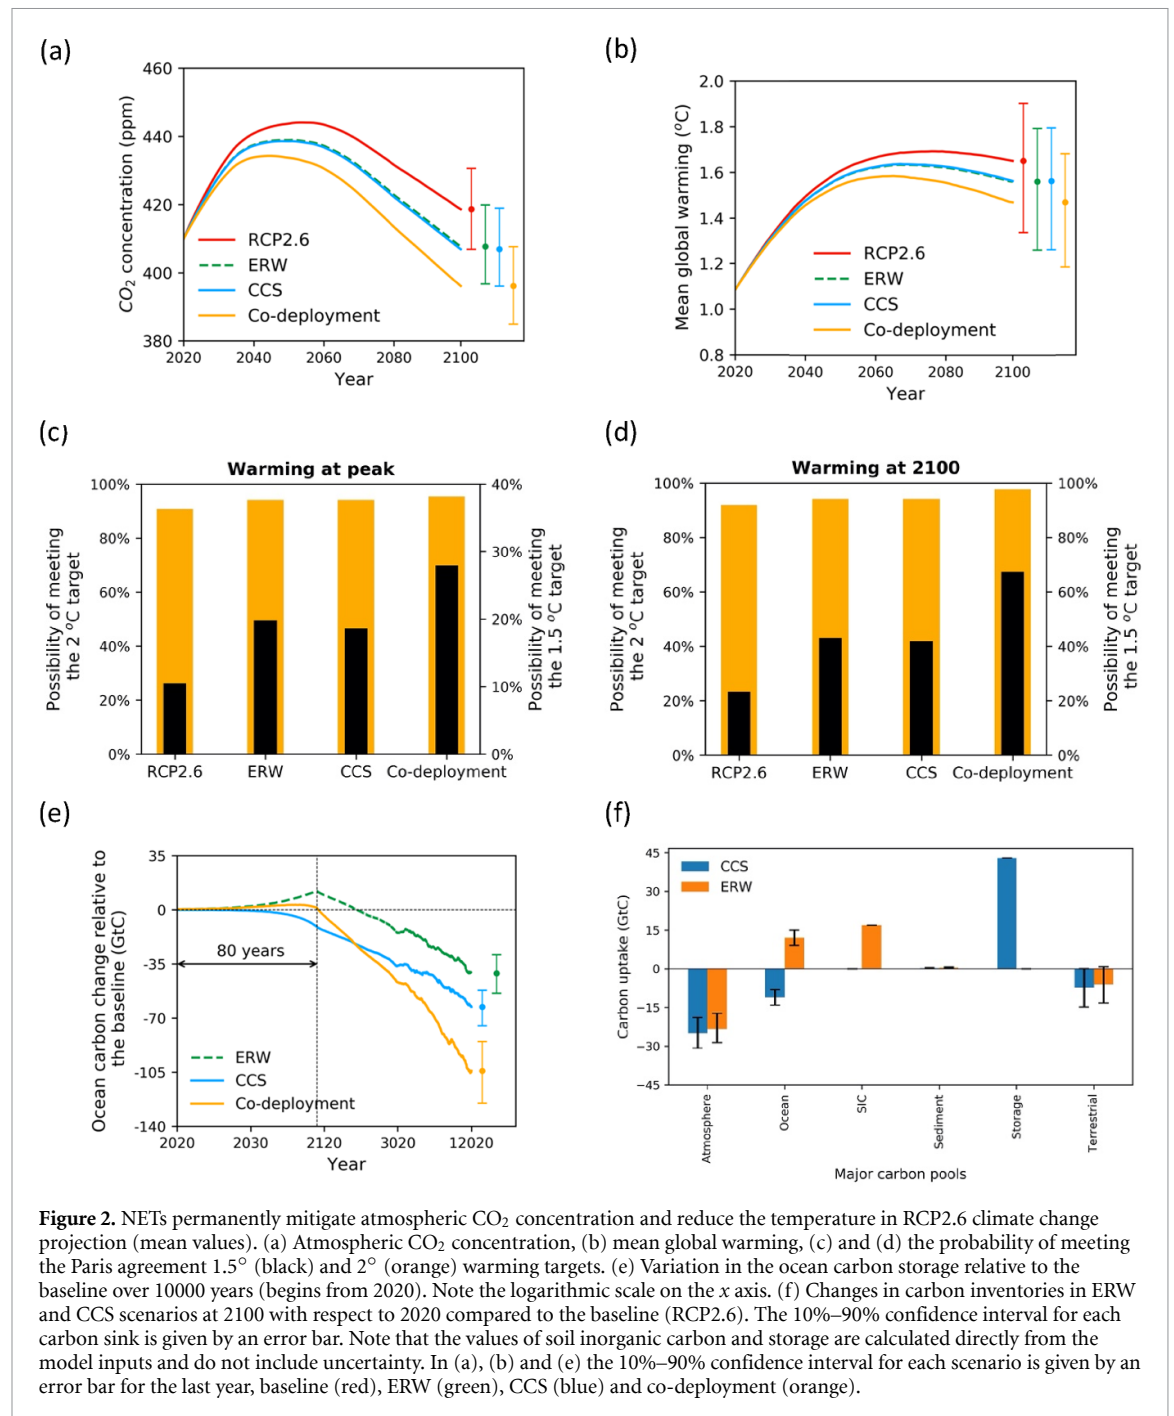 (a)
460
440
420
400
380
CO2 concentration (ppm)
RCP2.6
ERW
CCS
Co-deployment
2020
2040
2060
2080
2100
Year
(b)
2.0
1.8
1.6
1.4
1.2
1.0
0.8
Mean global warming (°C)
RCP2.6
ERW
CCS
Co-deployment
2020
2040
2060
2080
2100
Year
(c)
Warming at peak
100%
80%
60%
40%
20%
0%
Possibility of meeting
the 2 °C target
40%
30%
20%
10%
0%
Possibility of meeting
the 1.5 °C target
RCP2.6
ERW
CCS
Co-deployment
(d)
Warming at 2100
100%
80%
60%
40%
20%
0%
Possibility of meeting
the 2 °C target
100%
80%
60%
40%
20%
0%
Possibility of meeting
the 1.5 °C target
RCP2.6
ERW
CCS
Co-deployment
(e)
35
0
-35
-70
-105
-140
Ocean carbon change relative to
the baseline (GtC)
80 years
ERW
CCS
Co-deployment
2020
2030
2120
3020
12020
Year
(f)
45
30
15
0
−15
−30
−45
Carbon uptake (GtC)
CCS
ERW
Atmosphere
Ocean
SIC
Sediment
Storage
Terrestrial
Major carbon pools
Figure 2. NETs permanently mitigate atmospheric CO2 concentration and reduce the temperature in RCP2.6 climate change
projection (mean values). (a) Atmospheric CO2 concentration, (b) mean global warming, (c) and (d) the probability of meeting
the Paris agreement 1.5° (black) and 2° (orange) warming targets. (e) Variation in the ocean carbon storage relative to the
baseline over 10000 years (begins from 2020). Note the logarithmic scale on the x axis. (f) Changes in carbon inventories in ERW
and CCS scenarios at 2100 with respect to 2020 compared to the baseline (RCP2.6). The 10%–90% confidence interval for each
carbon sink is given by an error bar. Note that the values of soil inorganic carbon and storage are calculated directly from the
model inputs and do not include uncertainty. In (a), (b) and (e) the 10%–90% confidence interval for each scenario is given by an
error bar for the last year, baseline (red), ERW (green), CCS (blue) and co-deployment (orange).